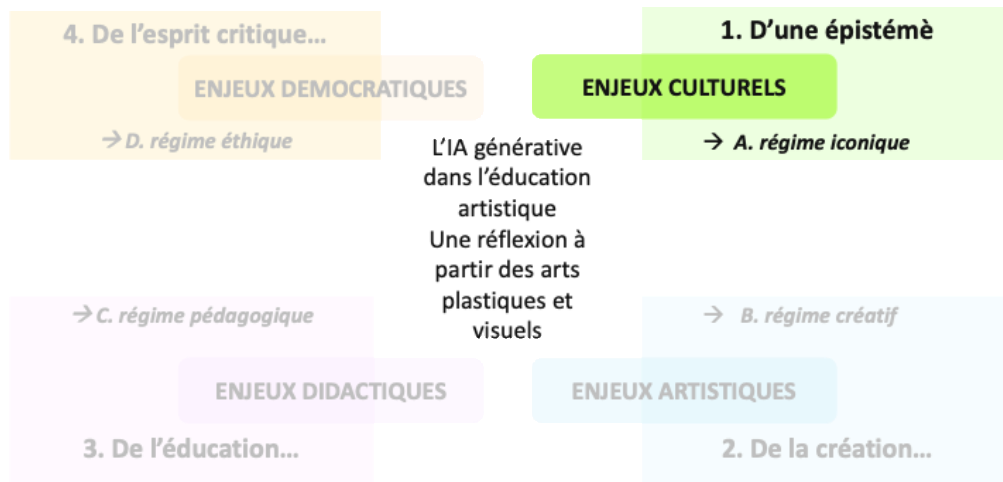 4. De l’esprit critique…
1. D’une épistémè
ENJEUX DEMOCRATIQUES
ENJEUX CULTURELS
→ D. régime éthique
→ A. régime iconique
L’IA générative
dans l’éducation
artistique
Une réflexion à
partir des arts
plastiques et
visuels
→ C. régime pédagogique
→ B. régime créatif
ENJEUX DIDACTIQUES
ENJEUX ARTISTIQUES
3. De l’éducation…
2. De la création…